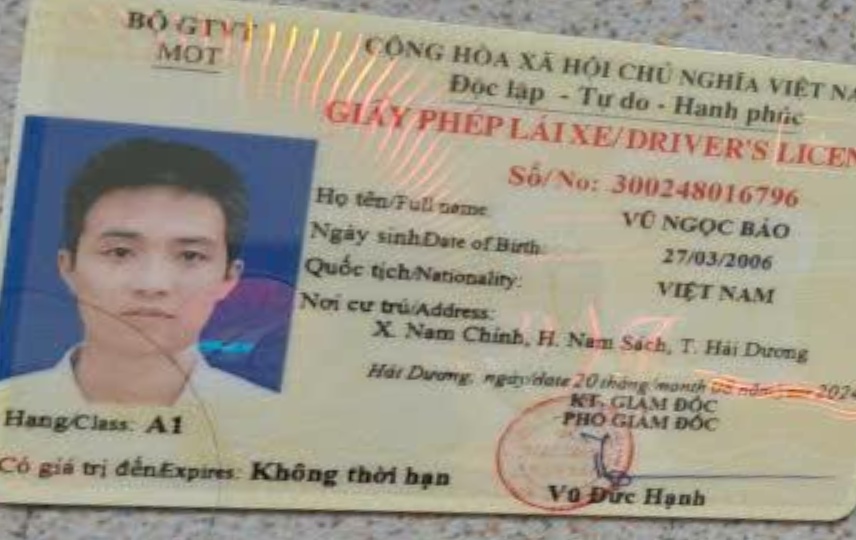 BỘ GTVT
MOT
CỘNG HÒA XÃ HỘI CHỦ NGHĨA VIỆT NA
Độc lập - Tự do - Hạnh phúc
GIẤY PHÉP LÁI XE/DRIVER'S LICEN
Số/No: 300248016796
Họ tên/Full name: VŨ NGỌC BẢO
Ngày sinh/Date of Birth: 27/03/2006
Quốc tịch/Nationality: VIỆT NAM
Nơi cư trú/Address:
X. Nam Chính, H. Nam Sách, T. Hải Dương
Hải Dương, ngày/date 20 tháng/month năm/year 2024
KT. GIÁM ĐỐC
PHÓ GIÁM ĐỐC
Hạng/Class: A1
Có giá trị đến/Expires: Không thời hạn
Vũ Đức Hạnh